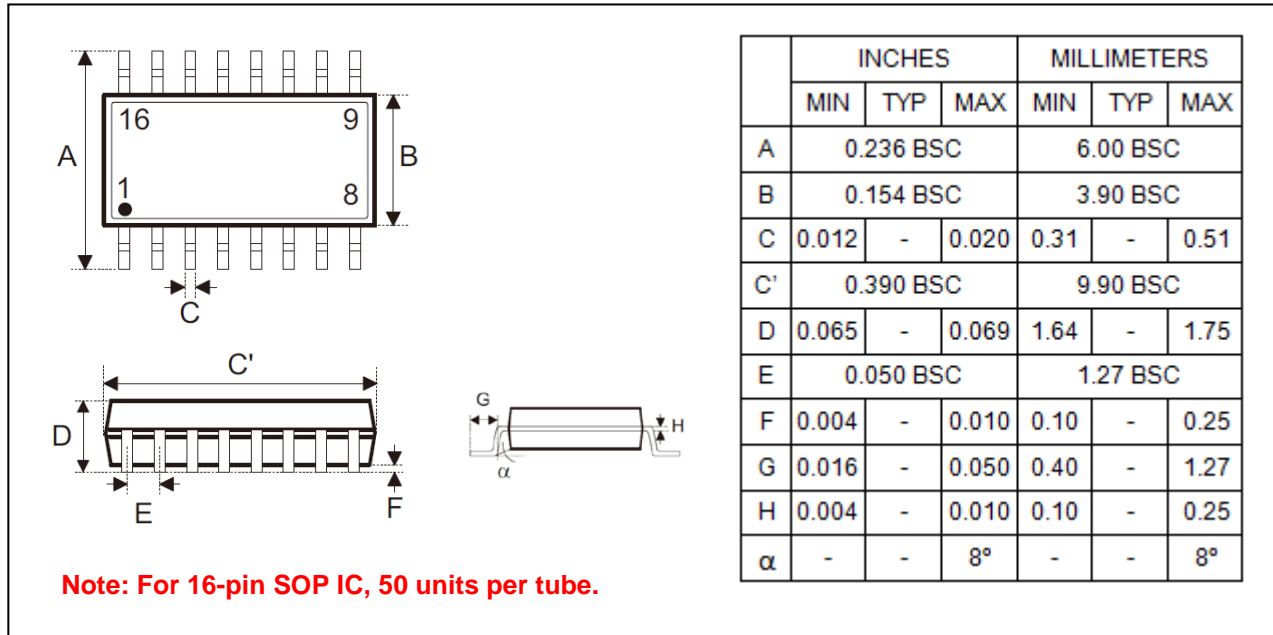 16 9
1 8
A
B
C
C'
D
E
F
G
H
α
Note: For 16-pin SOP IC, 50 units per tube.
INCHES MILLIMETERS
MIN TYP MAX MIN TYP MAX
A 0.236 BSC 6.00 BSC
B 0.154 BSC 3.90 BSC
C 0.012 - 0.020 0.31 - 0.51
C' 0.390 BSC 9.90 BSC
D 0.065 - 0.069 1.64 - 1.75
E 0.050 BSC 1.27 BSC
F 0.004 - 0.010 0.10 - 0.25
G 0.016 - 0.050 0.40 - 1.27
H 0.004 - 0.010 0.10 - 0.25
α - - 8º - - 8º